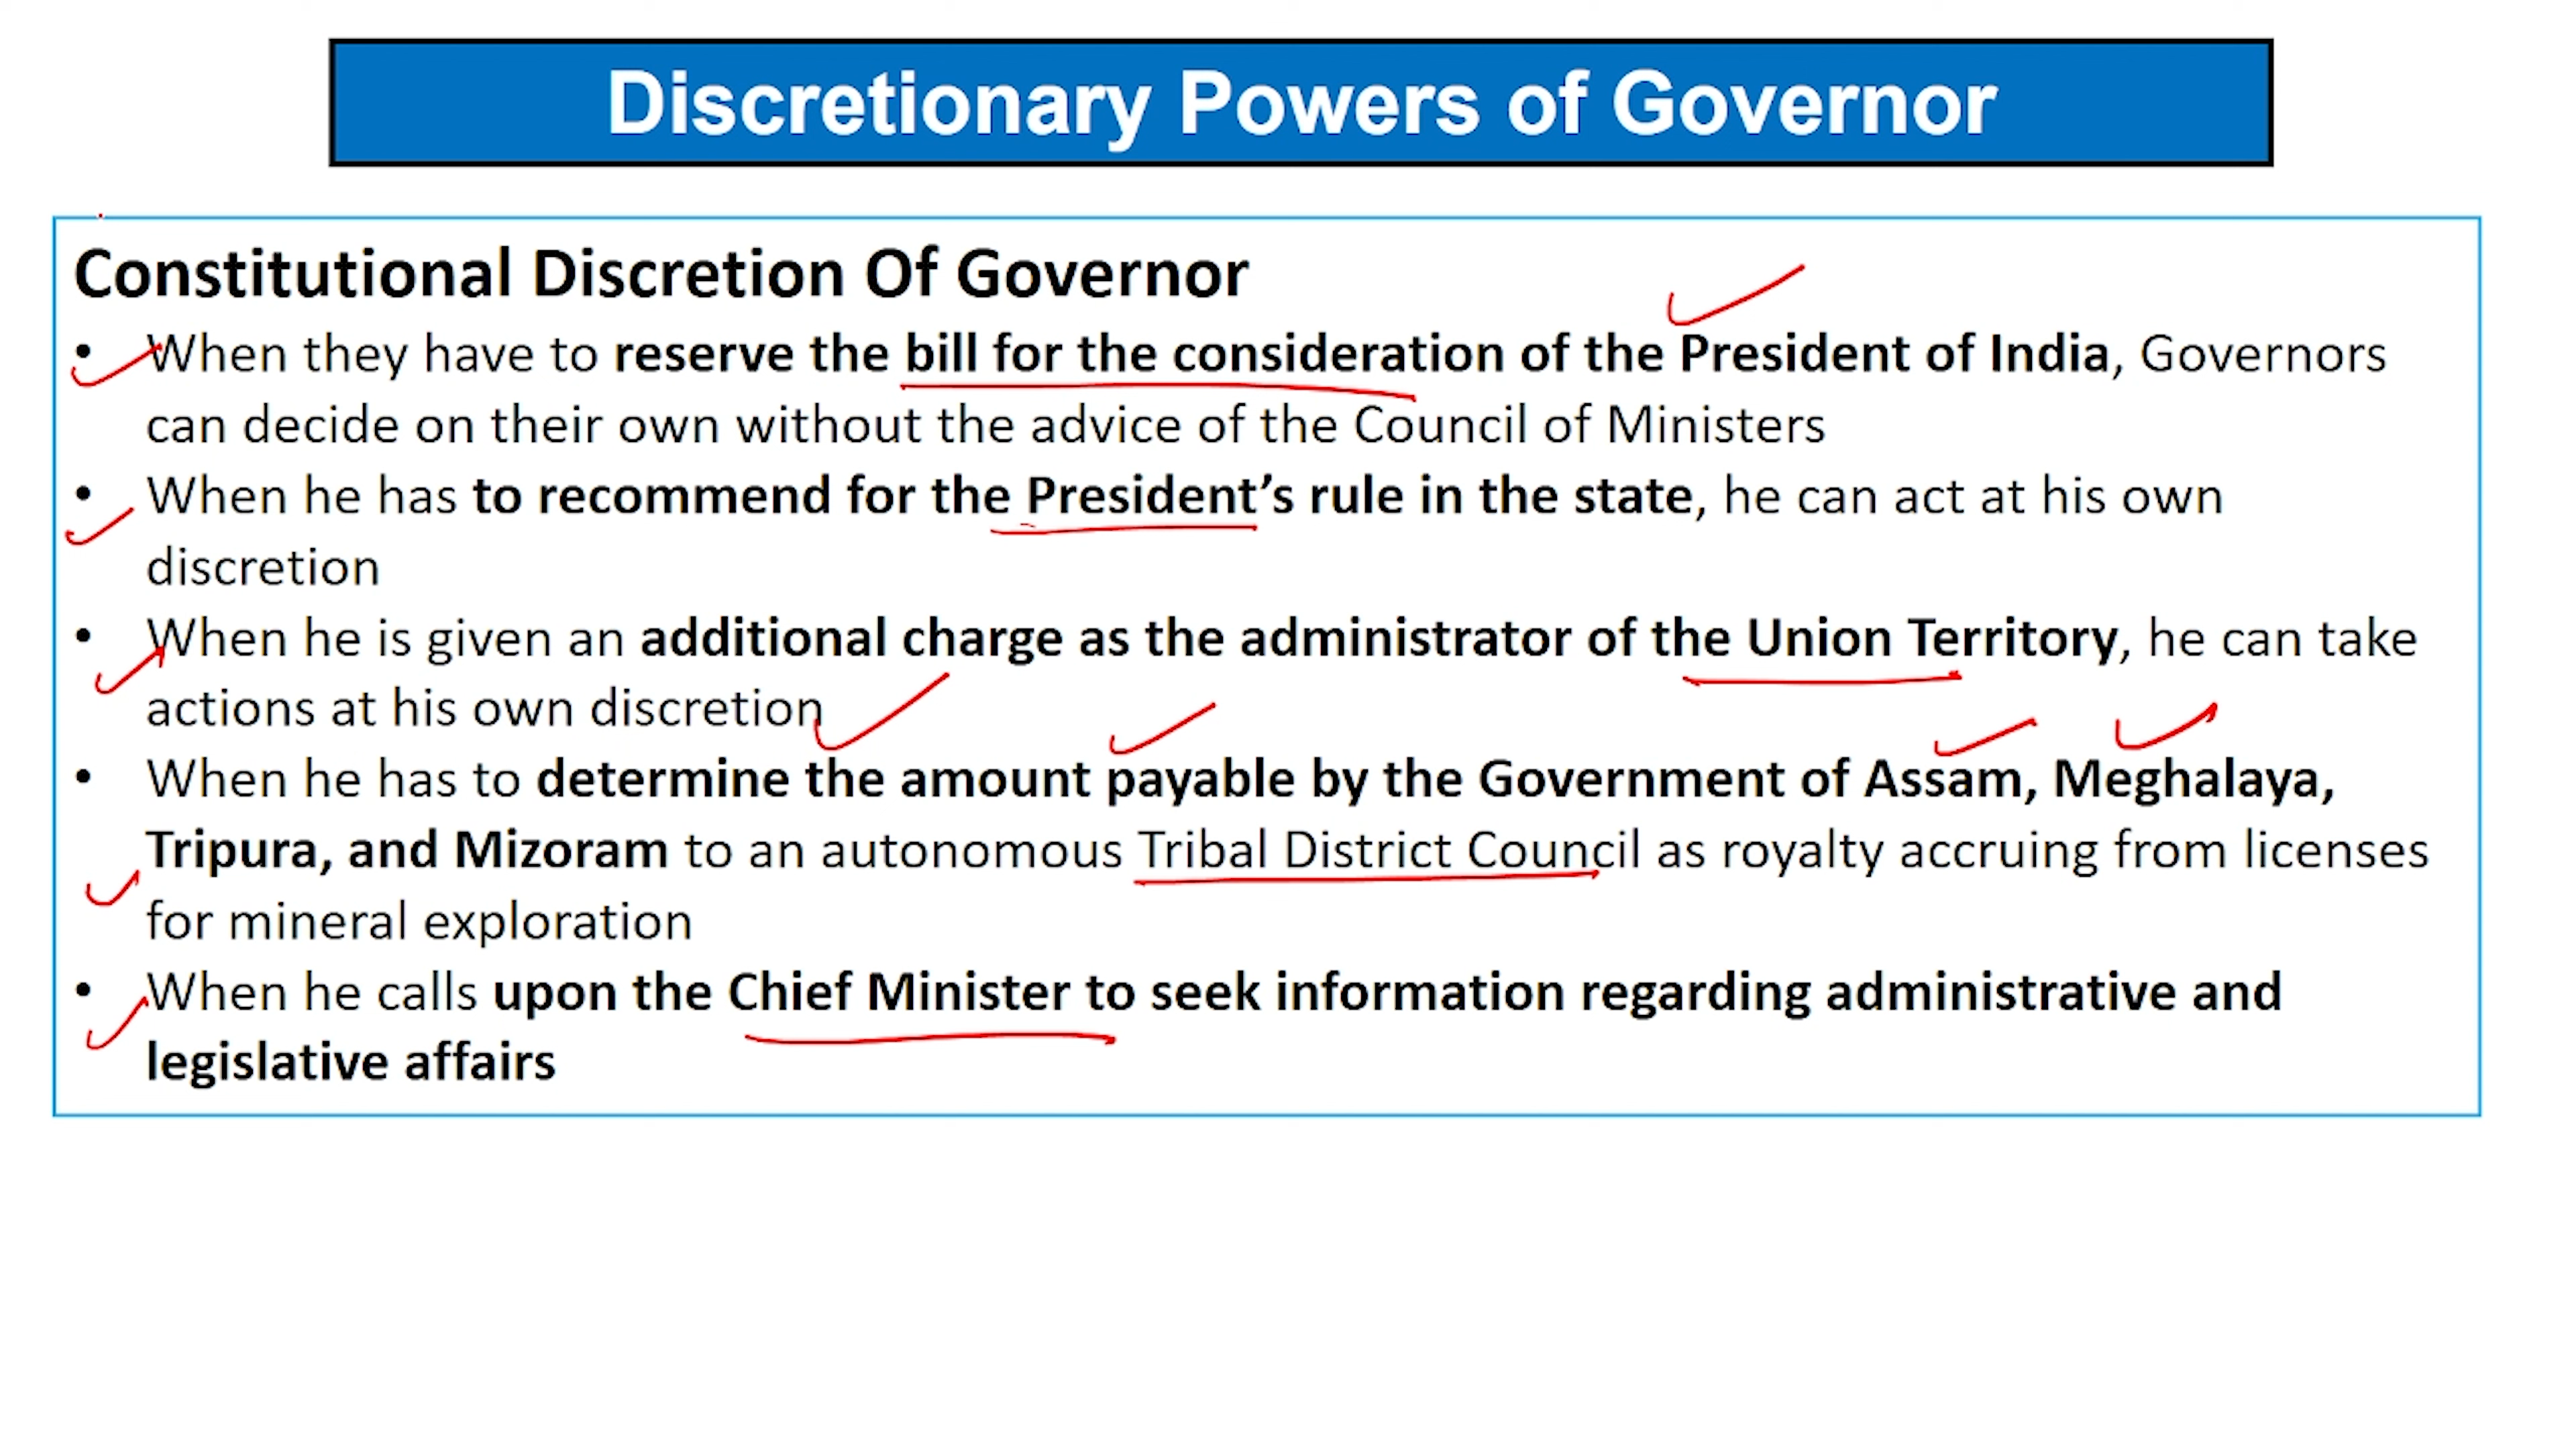 Discretionary Powers of Governor
Constitutional Discretion Of Governor
• When they have to reserve the bill for the consideration of the President of India, Governors
can decide on their own without the advice of the Council of Ministers
• When he has to recommend for the President’s rule in the state, he can act at his own
discretion
• When he is given an additional charge as the administrator of the Union Territory, he can take
actions at his own discretion
• When he has to determine the amount payable by the Government of Assam, Meghalaya,
Tripura, and Mizoram to an autonomous Tribal District Council as royalty accruing from licenses
for mineral exploration
• When he calls upon the Chief Minister to seek information regarding administrative and
legislative affairs